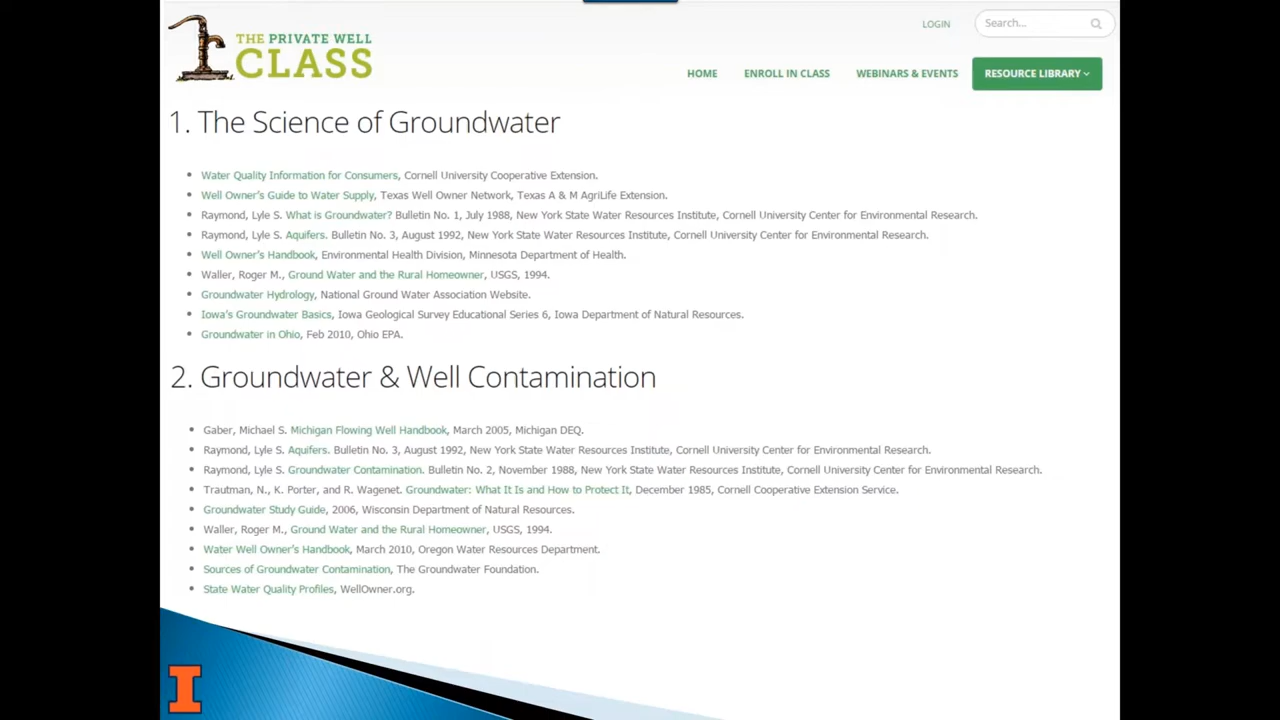 THE PRIVATE WELL
CLASS
LOGIN
Search...
HOME
ENROLL IN CLASS
WEBINARS & EVENTS
RESOURCE LIBRARY
1. The Science of Groundwater
Water Quality Information for Consumers, Cornell University Cooperative Extension.
Well Owner's Guide to Water Supply, Texas Well Owner Network, Texas A & M AgriLife Extension.
Raymond, Lyle S. What is Groundwater? Bulletin No. 1, July 1988, New York State Water Resources Institute, Cornell University Center for Environmental Research.
Raymond, Lyle S. Aquifers. Bulletin No. 3, August 1992, New York State Water Resources Institute, Cornell University Center for Environmental Research.
Well Owner's Handbook, Environmental Health Division, Minnesota Department of Health.
Waller, Roger M., Ground Water and the Rural Homeowner, USGS, 1994.
Groundwater Hydrology, National Ground Water Association Website.
Iowa's Groundwater Basics, Iowa Geological Survey Educational Series 6, Iowa Department of Natural Resources.
Groundwater in Ohio, Feb 2010, Ohio EPA.
2. Groundwater & Well Contamination
Gaber, Michael S. Michigan Flowing Well Handbook, March 2005, Michigan DEQ.
Raymond, Lyle S. Aquifers. Bulletin No. 3, August 1992, New York State Water Resources Institute, Cornell University Center for Environmental Research.
Raymond, Lyle S. Groundwater Contamination. Bulletin No. 2, November 1988, New York State Water Resources Institute, Cornell University Center for Environmental Research.
Trautman, N., K. Porter, and R. Wagenet. Groundwater: What It Is and How to Protect It, December 1985, Cornell Cooperative Extension Service.
Groundwater Study Guide, 2006, Wisconsin Department of Natural Resources.
Waller, Roger M., Ground Water and the Rural Homeowner, USGS, 1994.
Water Well Owner's Handbook, March 2010, Oregon Water Resources Department.
Sources of Groundwater Contamination, The Groundwater Foundation.
State Water Quality Profiles, WellOwner.org.
I